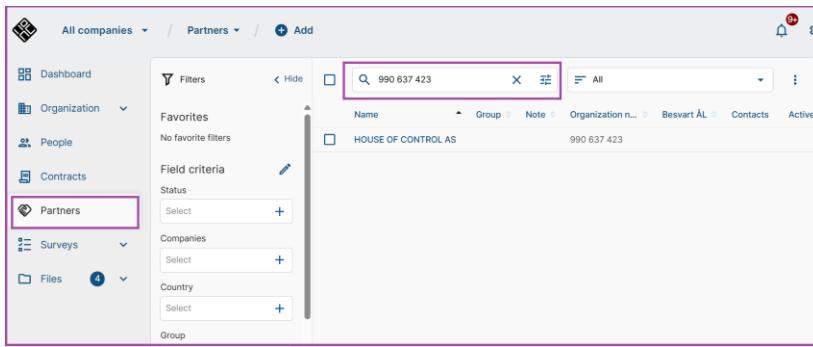 All companies / Partners / Add 9+
Dashboard
Organization
People
Contracts
Partners
Surveys
Files 4
Filters Hide
Favorites
No favorite filters
Field criteria
Status
Select
Companies
Select
Country
Select
Group
990 637 423 All
Name Group Note Organization n... Besvart ÅL Contacts Active
HOUSE OF CONTROL AS 990 637 423